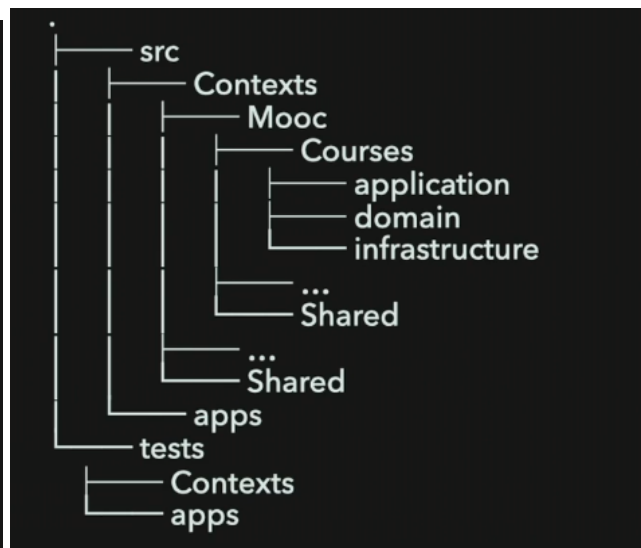 .
src
Contexts
Mooc
Courses
application
domain
infrastructure
...
Shared
...
Shared
apps
tests
Contexts
apps